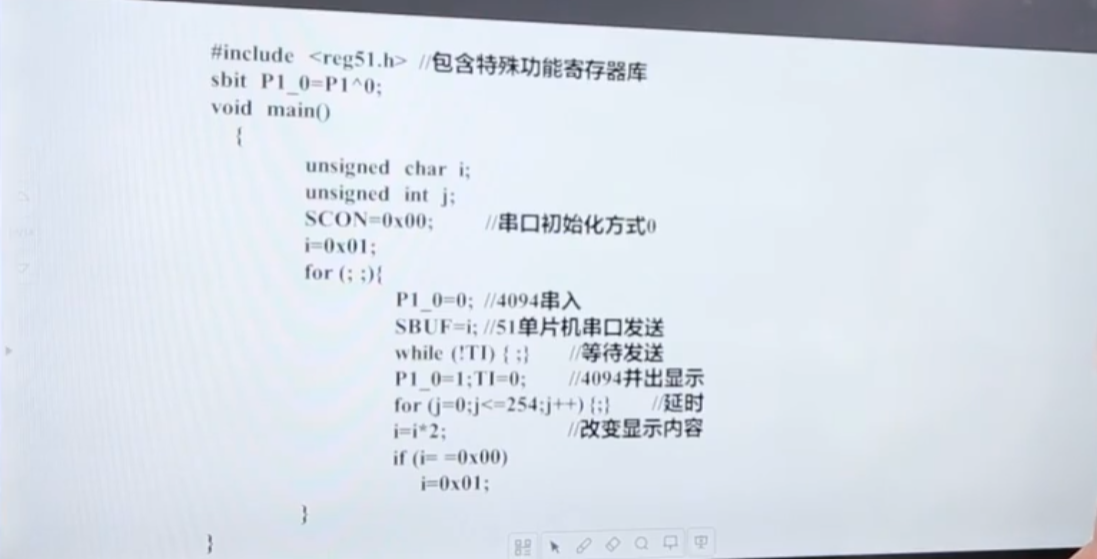 #include <reg51.h> //包含特殊功能寄存器库
sbit P1_0=P1^0;
void main()
{
unsigned char i;
unsigned int j;
SCON=0x00; //串口初始化方式0
i=0x01;
for (; ;){
P1_0=0; //4094串入
SBUF=i; //51单片机串口发送
while (!TI) { ;} //等待发送
P1_0=1;TI=0; //4094并出显示
for (j=0;j<=254;j++) {;} //延时
i=i*2; //改变显示内容
if (i= =0x00)
i=0x01;
}
}